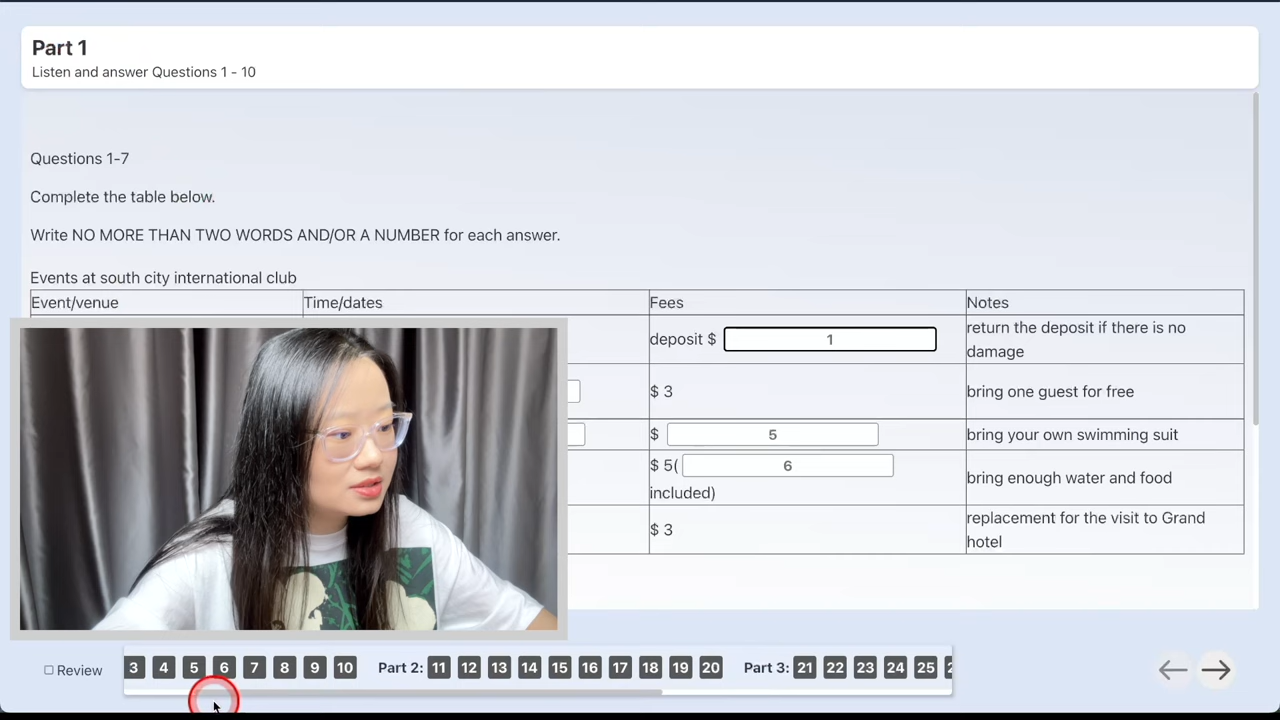 Part 1
Listen and answer Questions 1 - 10
Questions 1-7
Complete the table below.
Write NO MORE THAN TWO WORDS AND/OR A NUMBER for each answer.
Events at south city international club
Event/venue Time/dates Fees Notes
deposit $ 1 return the deposit if there is no
damage
$ 3 bring one guest for free
$ 5 bring your own swimming suit
$ 5( 6
included) bring enough water and food
$ 3 replacement for the visit to Grand
hotel
Review 3 4 5 6 7 8 9 10 Part 2: 11 12 13 14 15 16 17 18 19 20 Part 3: 21 22 23 24 25